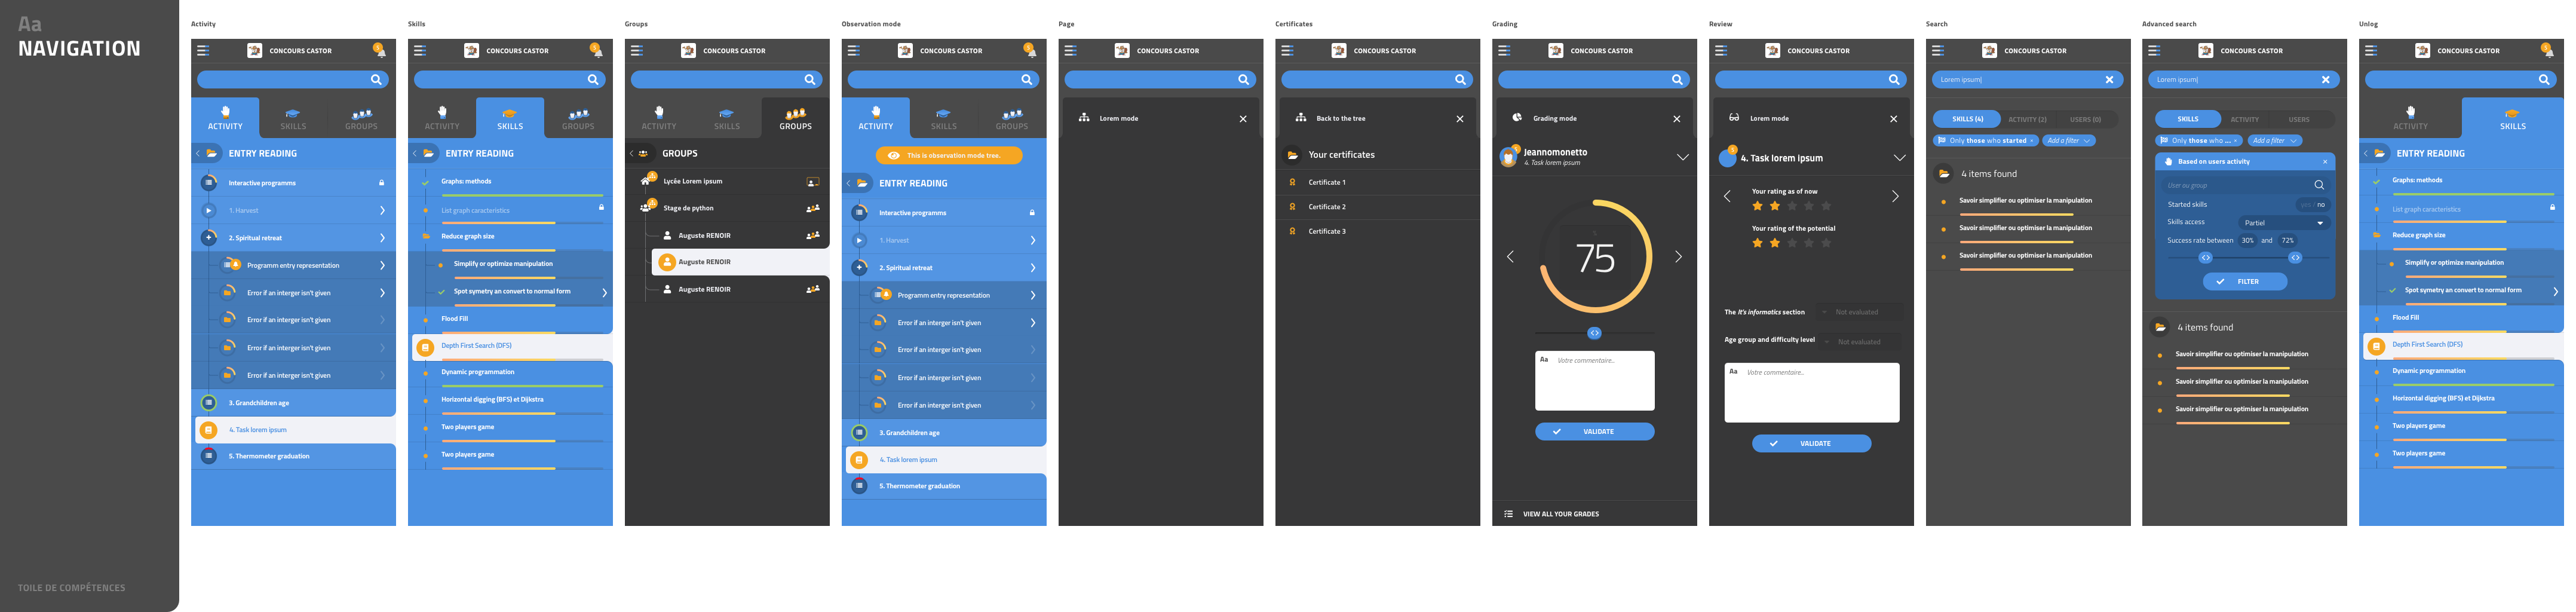 Aa
NAVIGATION
TOILE DE COMPÉTENCES
Activity
CONCOURS CASTOR
ACTIVITY
SKILLS
GROUPS
ENTRY READING
Interactive programms
1. Harvest
2. Spiritual retreat
Programm entry representation
Error if an interger isn't given
Error if an interger isn't given
Error if an interger isn't given
Error if an interger isn't given
3. Grandchildren age
4. Task lorem ipsum
5. Thermometer graduation
Skills
CONCOURS CASTOR
ACTIVITY
SKILLS
GROUPS
ENTRY READING
Graphs: methods
List graph caracteristics
Reduce graph size
Simplify or optimize manipulation
Spot symetry an convert to normal form
Flood Fill
Depth First Search (DFS)
Dynamic programmation
Horizontal digging (BFS) et Dijkstra
Two players game
Two players game
Groups
CONCOURS CASTOR
ACTIVITY
SKILLS
GROUPS
GROUPS
Lycée Lorem ipsum
Stage de python
Auguste RENOIR
Auguste RENOIR
Auguste RENOIR
Observation mode
CONCOURS CASTOR
ACTIVITY
SKILLS
GROUPS
This is observation mode tree.
ENTRY READING
Interactive programms
1. Harvest
2. Spiritual retreat
Programm entry representation
Error if an interger isn't given
Error if an interger isn't given
Error if an interger isn't given
Error if an interger isn't given
3. Grandchildren age
4. Task lorem ipsum
5. Thermometer graduation
Page
CONCOURS CASTOR
Lorem mode
Certificates
CONCOURS CASTOR
Back to the tree
Your certificates
Certificate 1
Certificate 2
Certificate 3
Grading
CONCOURS CASTOR
Grading mode
Jeannomonetto
4. Task lorem ipsum
75
Aa Votre commentaire..
VALIDATE
VIEW ALL YOUR GRADES
Review
CONCOURS CASTOR
Lorem mode
4. Task lorem ipsum
Your rating as of now
Your rating of the potential
The It's informatics section Not evaluated
Age group and difficulty level Not evaluated
Aa Votre commentaire..
VALIDATE
Search
CONCOURS CASTOR
Lorem ipsum|
SKILLS (4) ACTIVITY (2) USERS (0)
Only those who started × Add a filter
4 items found
Savoir simplifier ou optimiser la manipulation
Savoir simplifier ou optimiser la manipulation
Savoir simplifier ou optimiser la manipulation
Advanced search
CONCOURS CASTOR
Lorem ipsum|
SKILLS ACTIVITY USERS
Only those who ... × Add a filter
Based on users activity ×
User ou group
Started skills yes / no
Skills access Partiel
Success rate between 30% and 72%
FILTER
4 items found
Savoir simplifier ou optimiser la manipulation
Savoir simplifier ou optimiser la manipulation
Savoir simplifier ou optimiser la manipulation
Unlog
CONCOURS CASTOR
ACTIVITY
SKILLS
ENTRY READING
Graphs: methods
List graph caracteristics
Reduce graph size
Simplify or optimize manipulation
Spot symetry an convert to normal form
Flood Fill
Depth First Search (DFS)
Dynamic programmation
Horizontal digging (BFS) et Dijkstra
Two players game
Two players game